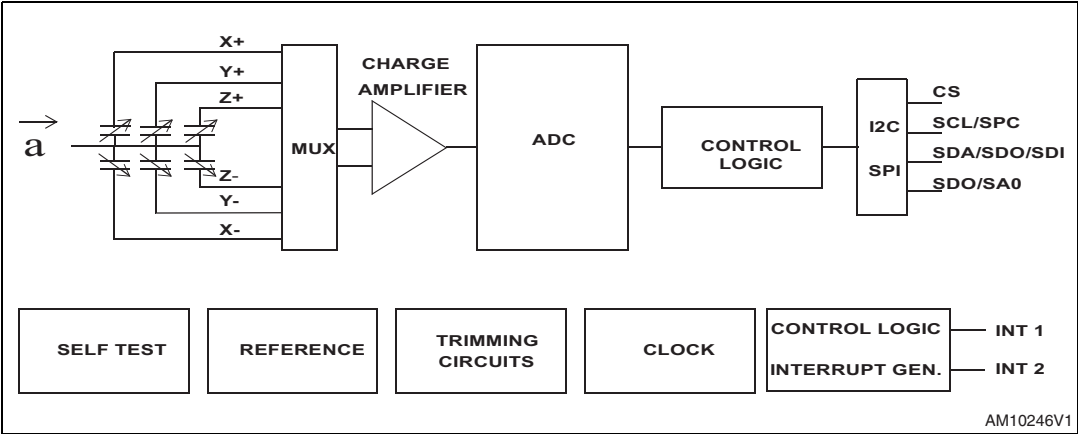 X+
Y+
Z+
a
Z-
Y-
X-
MUX
CHARGE
AMPLIFIER
ADC
CONTROL
LOGIC
I2C
SPI
CS
SCL/SPC
SDA/SDO/SDI
SDO/SA0
SELF TEST
REFERENCE
TRIMMING
CIRCUITS
CLOCK
CONTROL LOGIC
INTERRUPT GEN.
INT 1
INT 2
AM10246V1